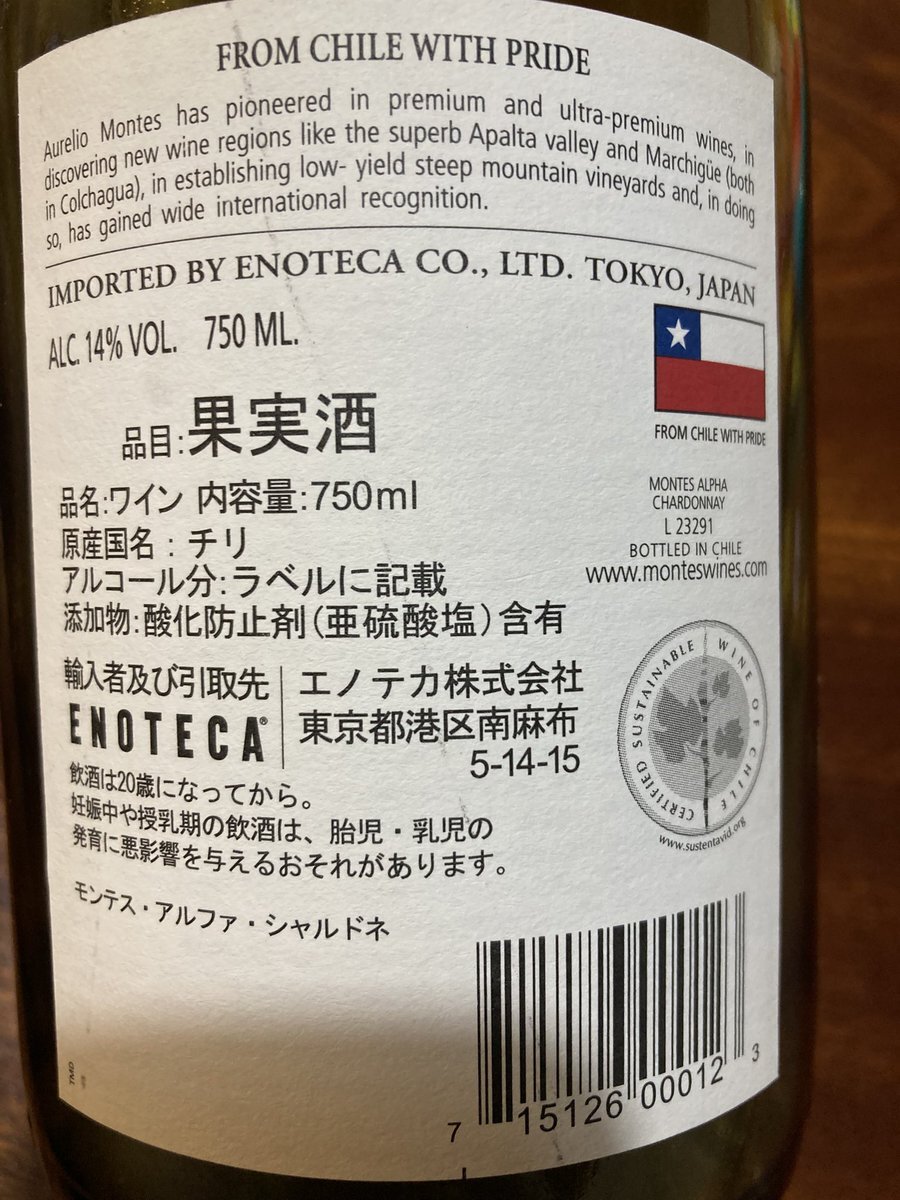 FROM CHILE WITH PRIDE
Aurelio Montes has pioneered in premium and ultra-premium wines, in
discovering new wine regions like the superb Apalta valley and Marchigüe (both
in Colchagua), in establishing low- yield steep mountain vineyards and, in doing
so, has gained wide international recognition.
IMPORTED BY ENOTECA CO., LTD. TOKYO, JAPAN
ALC. 14% VOL. 750 ML.
FROM CHILE WITH PRIDE
品目:果実酒
品名:ワイン 内容量:750ml
原産国名:チリ
アルコール分:ラベルに記載
添加物:酸化防止剤(亜硫酸塩)含有
MONTES ALPHA
CHARDONNAY
L 23291
BOTTLED IN CHILE
www.monteswines.com
輸入者及び引取先
ENOTECA®
エノテカ株式会社
東京都港区南麻布
5-14-15
CERTIFIED SUSTAINABLE WINE OF CHILE
www.sustentavid.org
飲酒は20歳になってから。
妊娠中や授乳期の飲酒は、胎児・乳児の
発育に悪影響を与えるおそれがあります。
モンテス・アルファ・シャルドネ
7 15126 00012 3
TMD